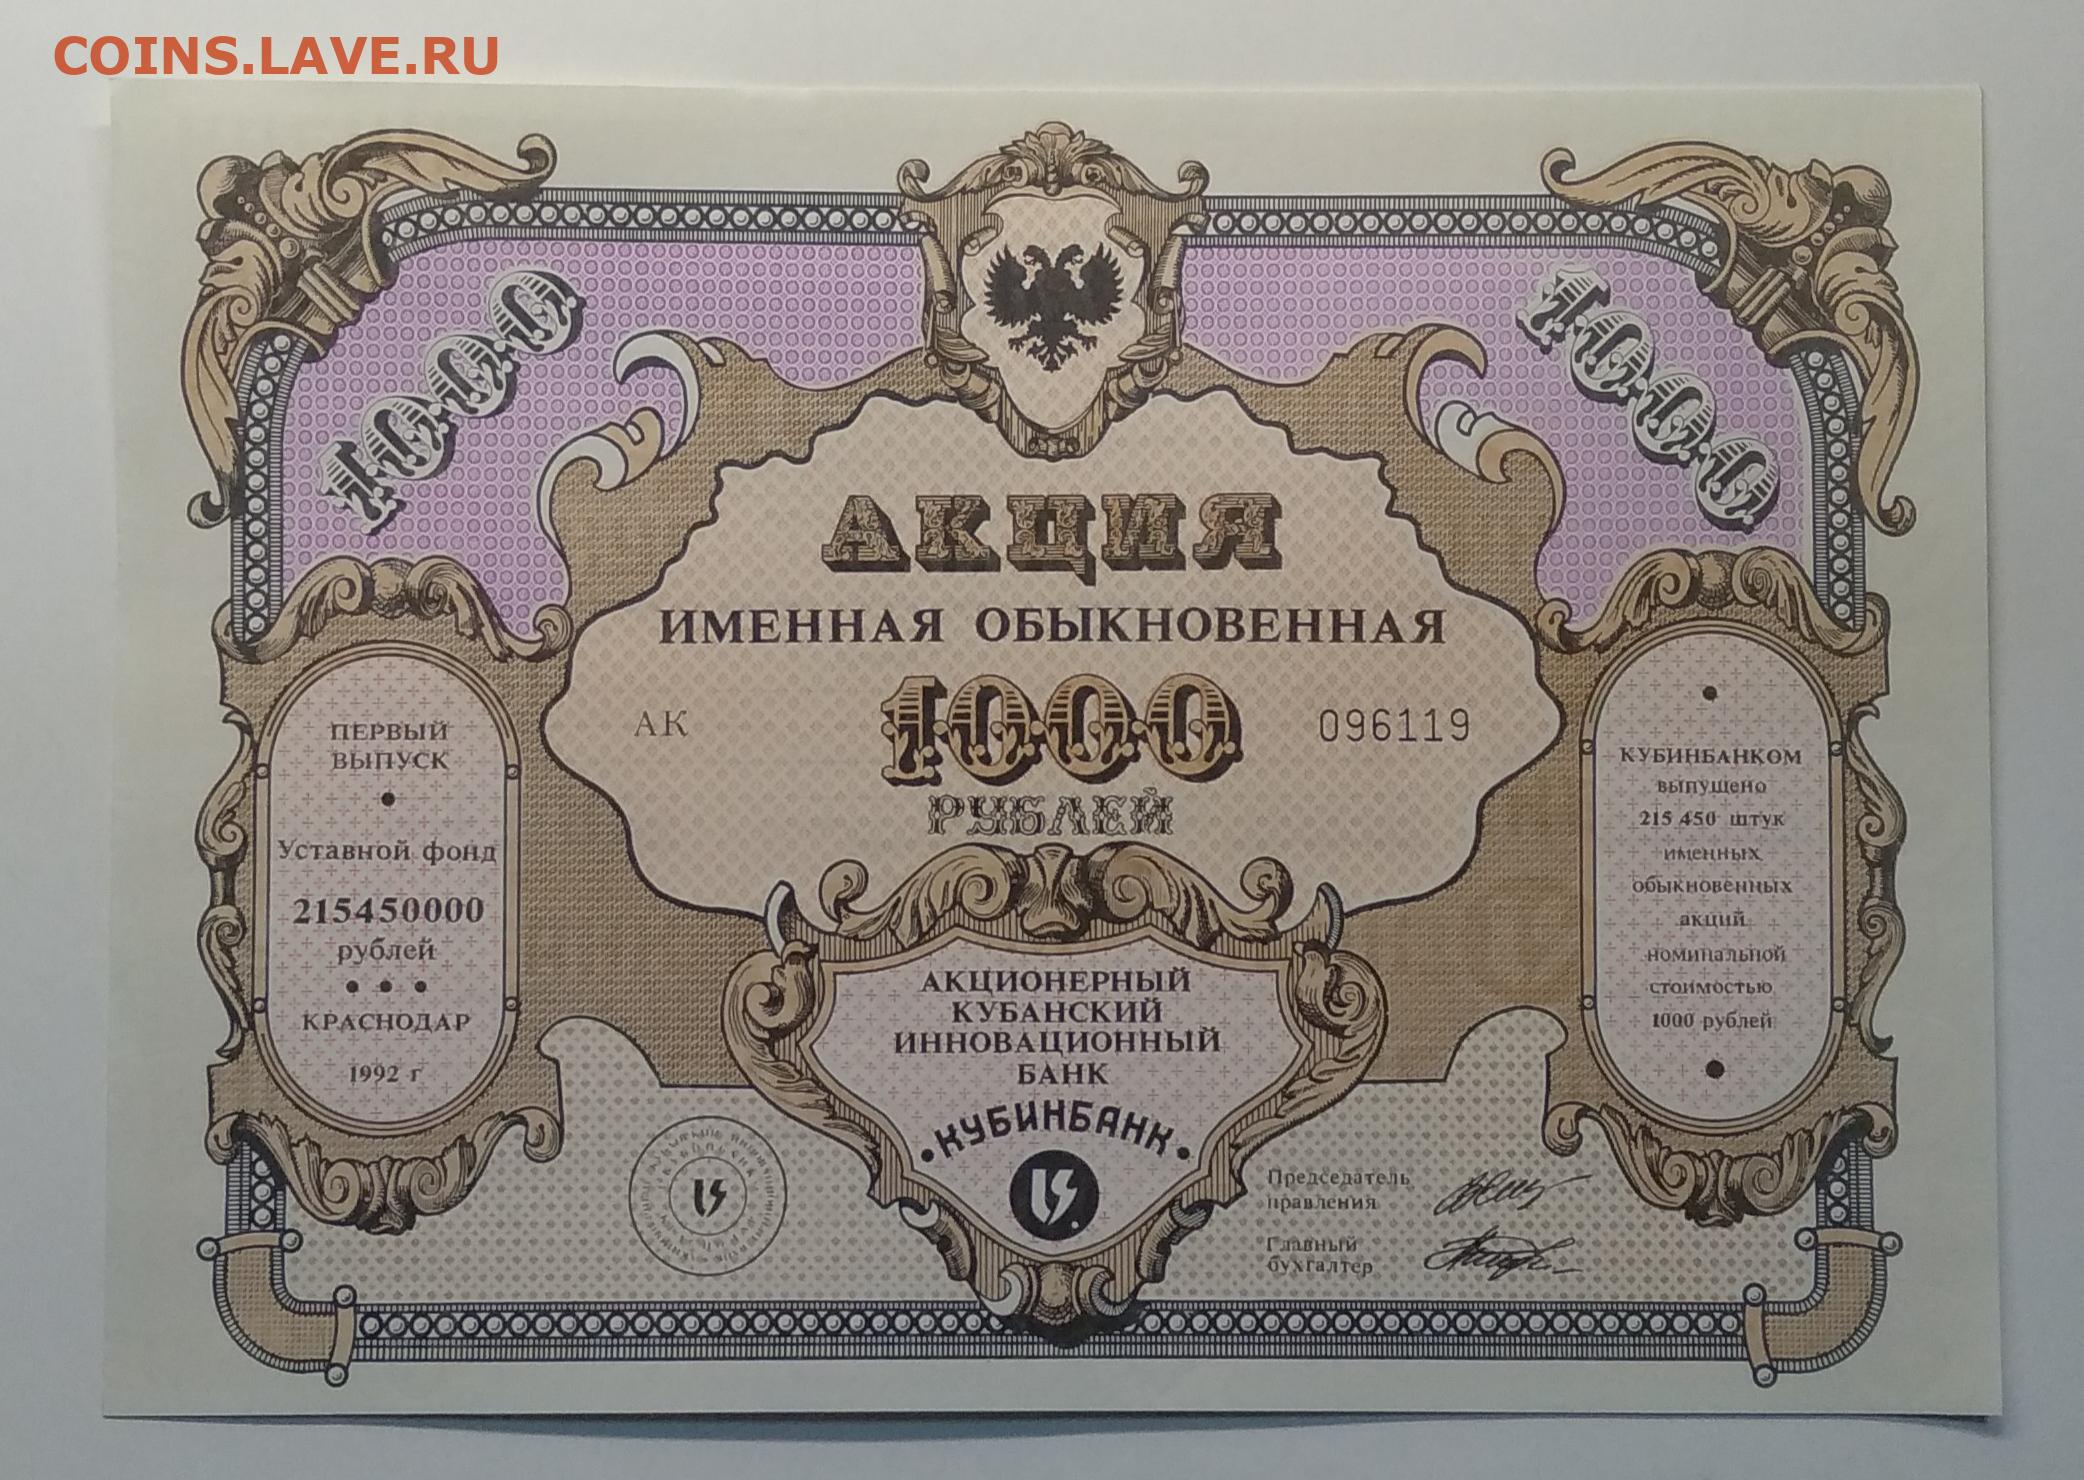 COINS.LAVE.RU
1000
1000
АКЦИЯ
ИМЕННАЯ ОБЫКНОВЕННАЯ
АК 1000 096119
РУБЛЕЙ
ПЕРВЫЙ
ВЫПУСК
Уставной фонд
215450000
рублей
КРАСНОДАР
1992 г
АКЦИОНЕРНЫЙ
КУБАНСКИЙ
ИННОВАЦИОННЫЙ
БАНК
• КУБИНБАНК •
КУБИНБАНКОМ
выпущено
215 450 штук
именных
обыкновенных
акций
номинальной
стоимостью
1000 рублей
Председатель
правления
Главный
бухгалтер